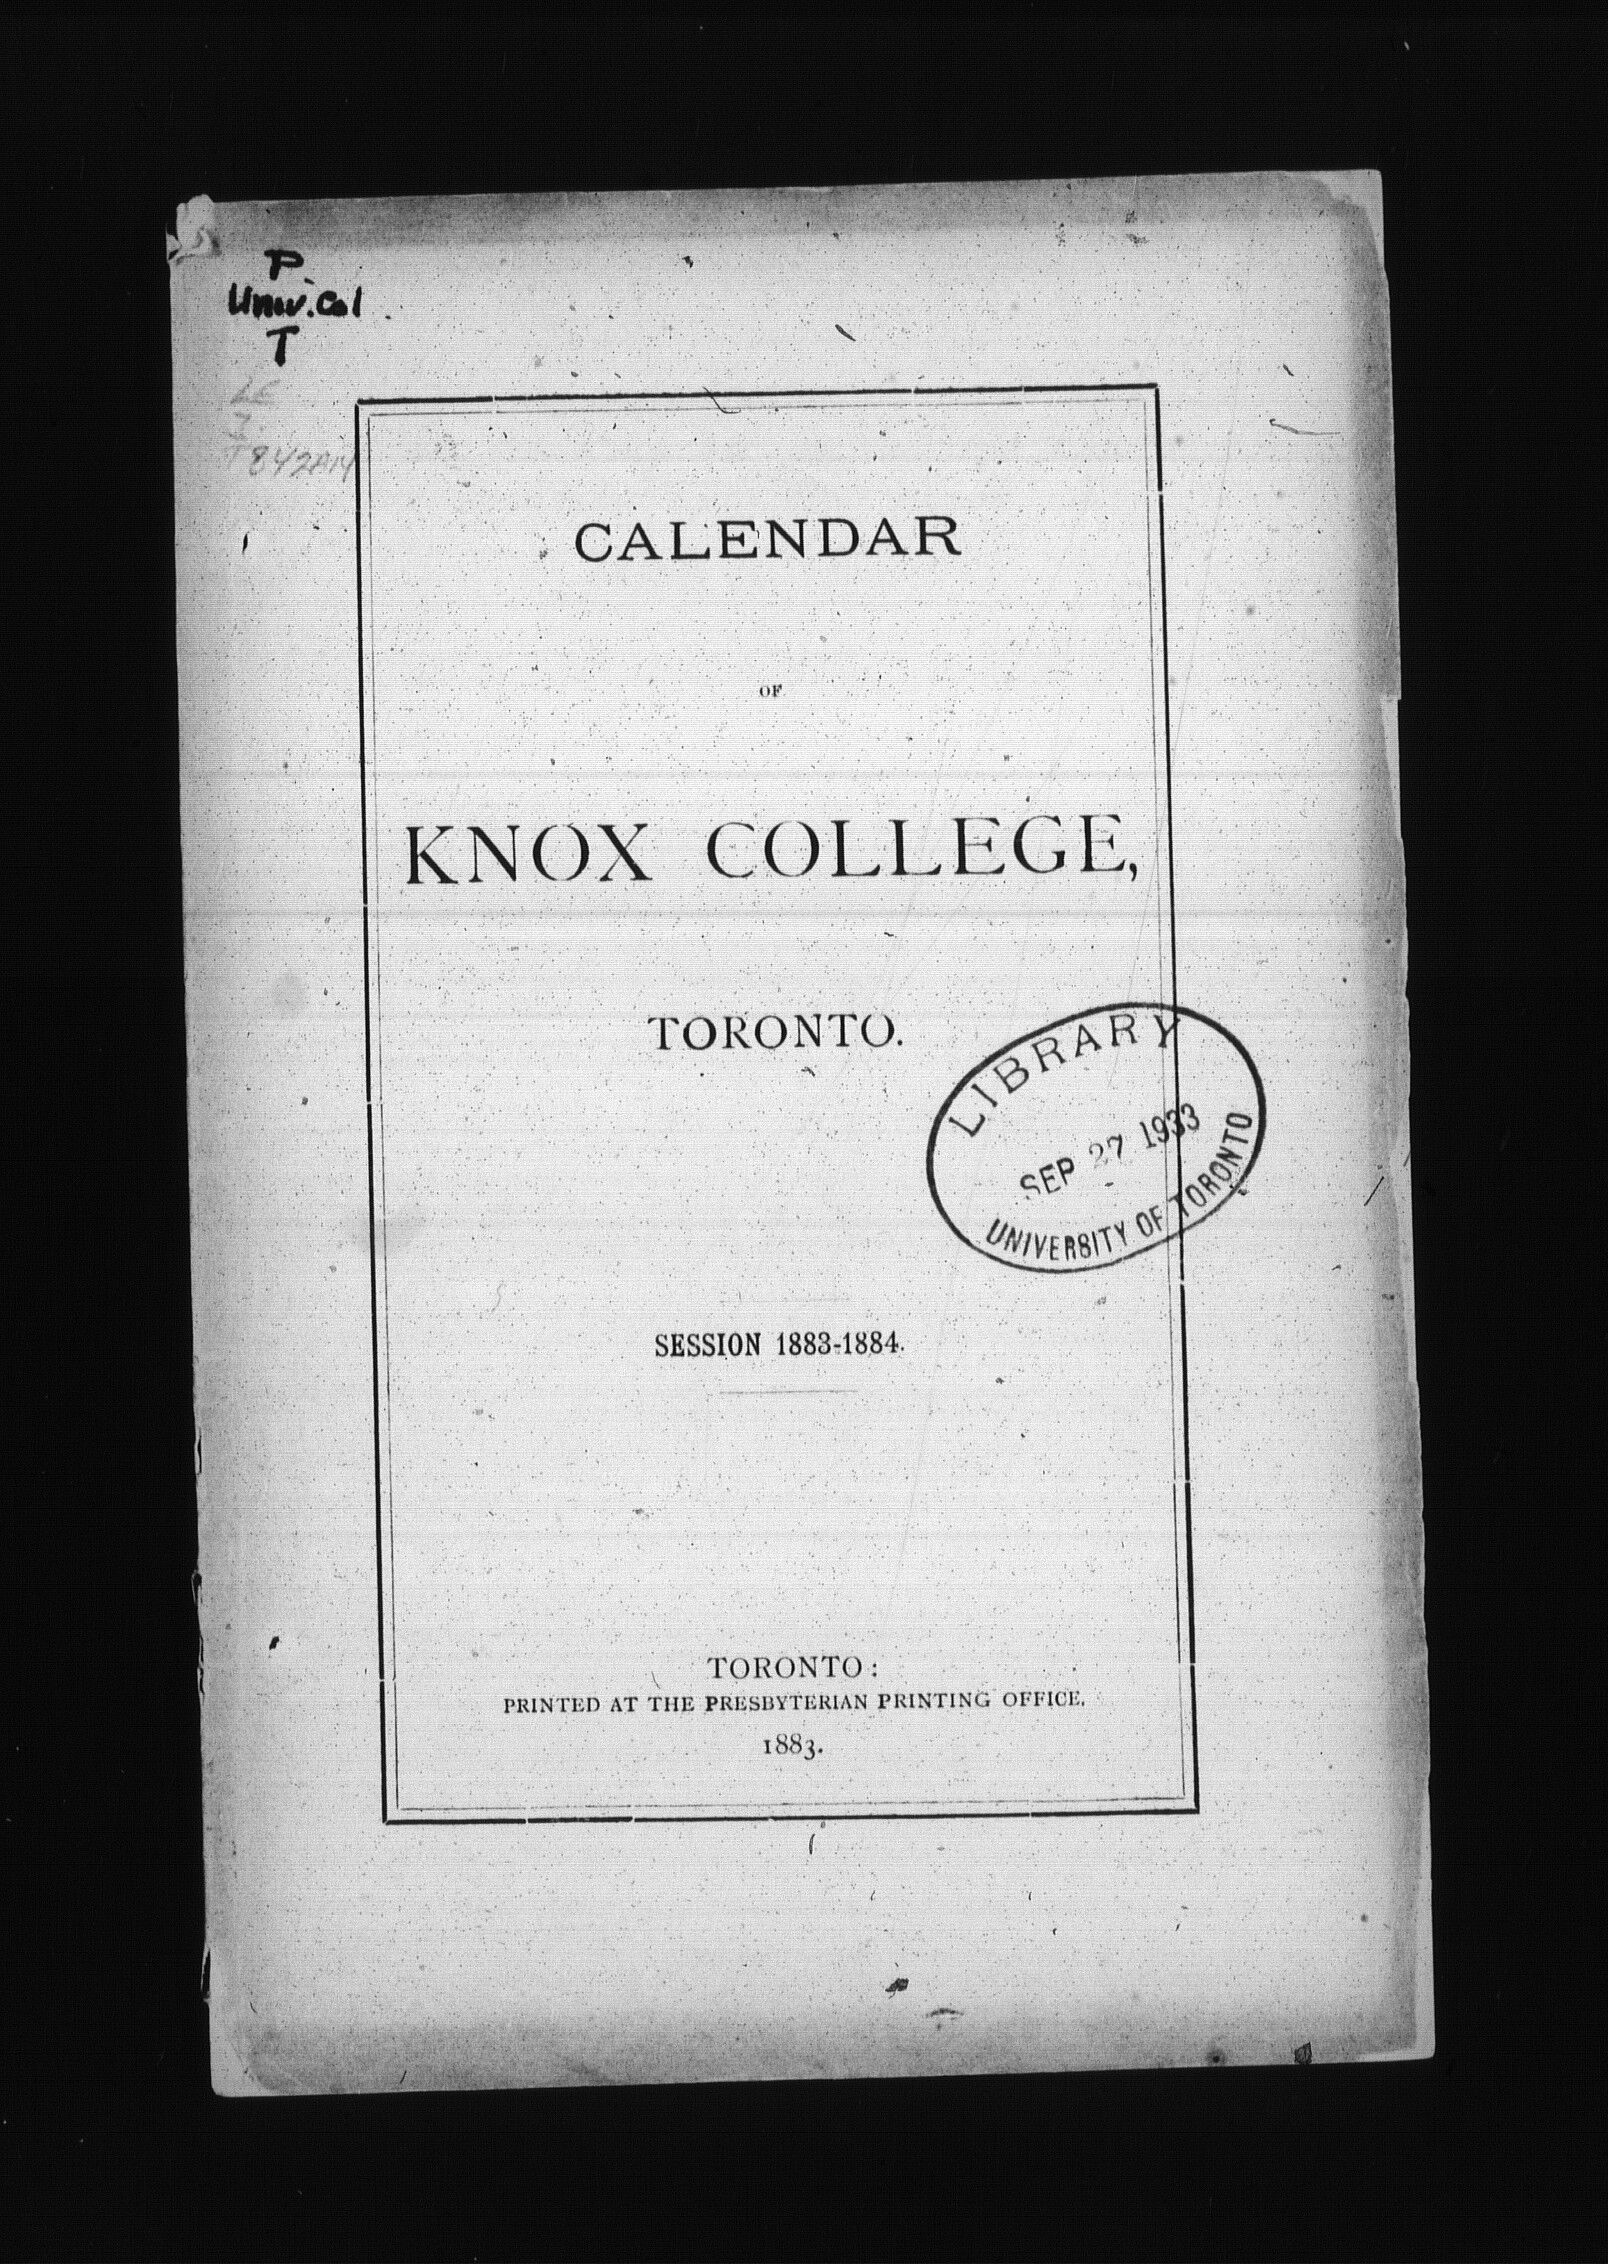 P.
Univ. Cal
T
T842A14
CALENDAR
OF
KNOX COLLEGE,
TORONTO.
LIBRARY
SEP 27 1933
UNIVERSITY OF TORONTO
SESSION 1883-1884.
TORONTO:
PRINTED AT THE PRESBYTERIAN PRINTING OFFICE.
1883.